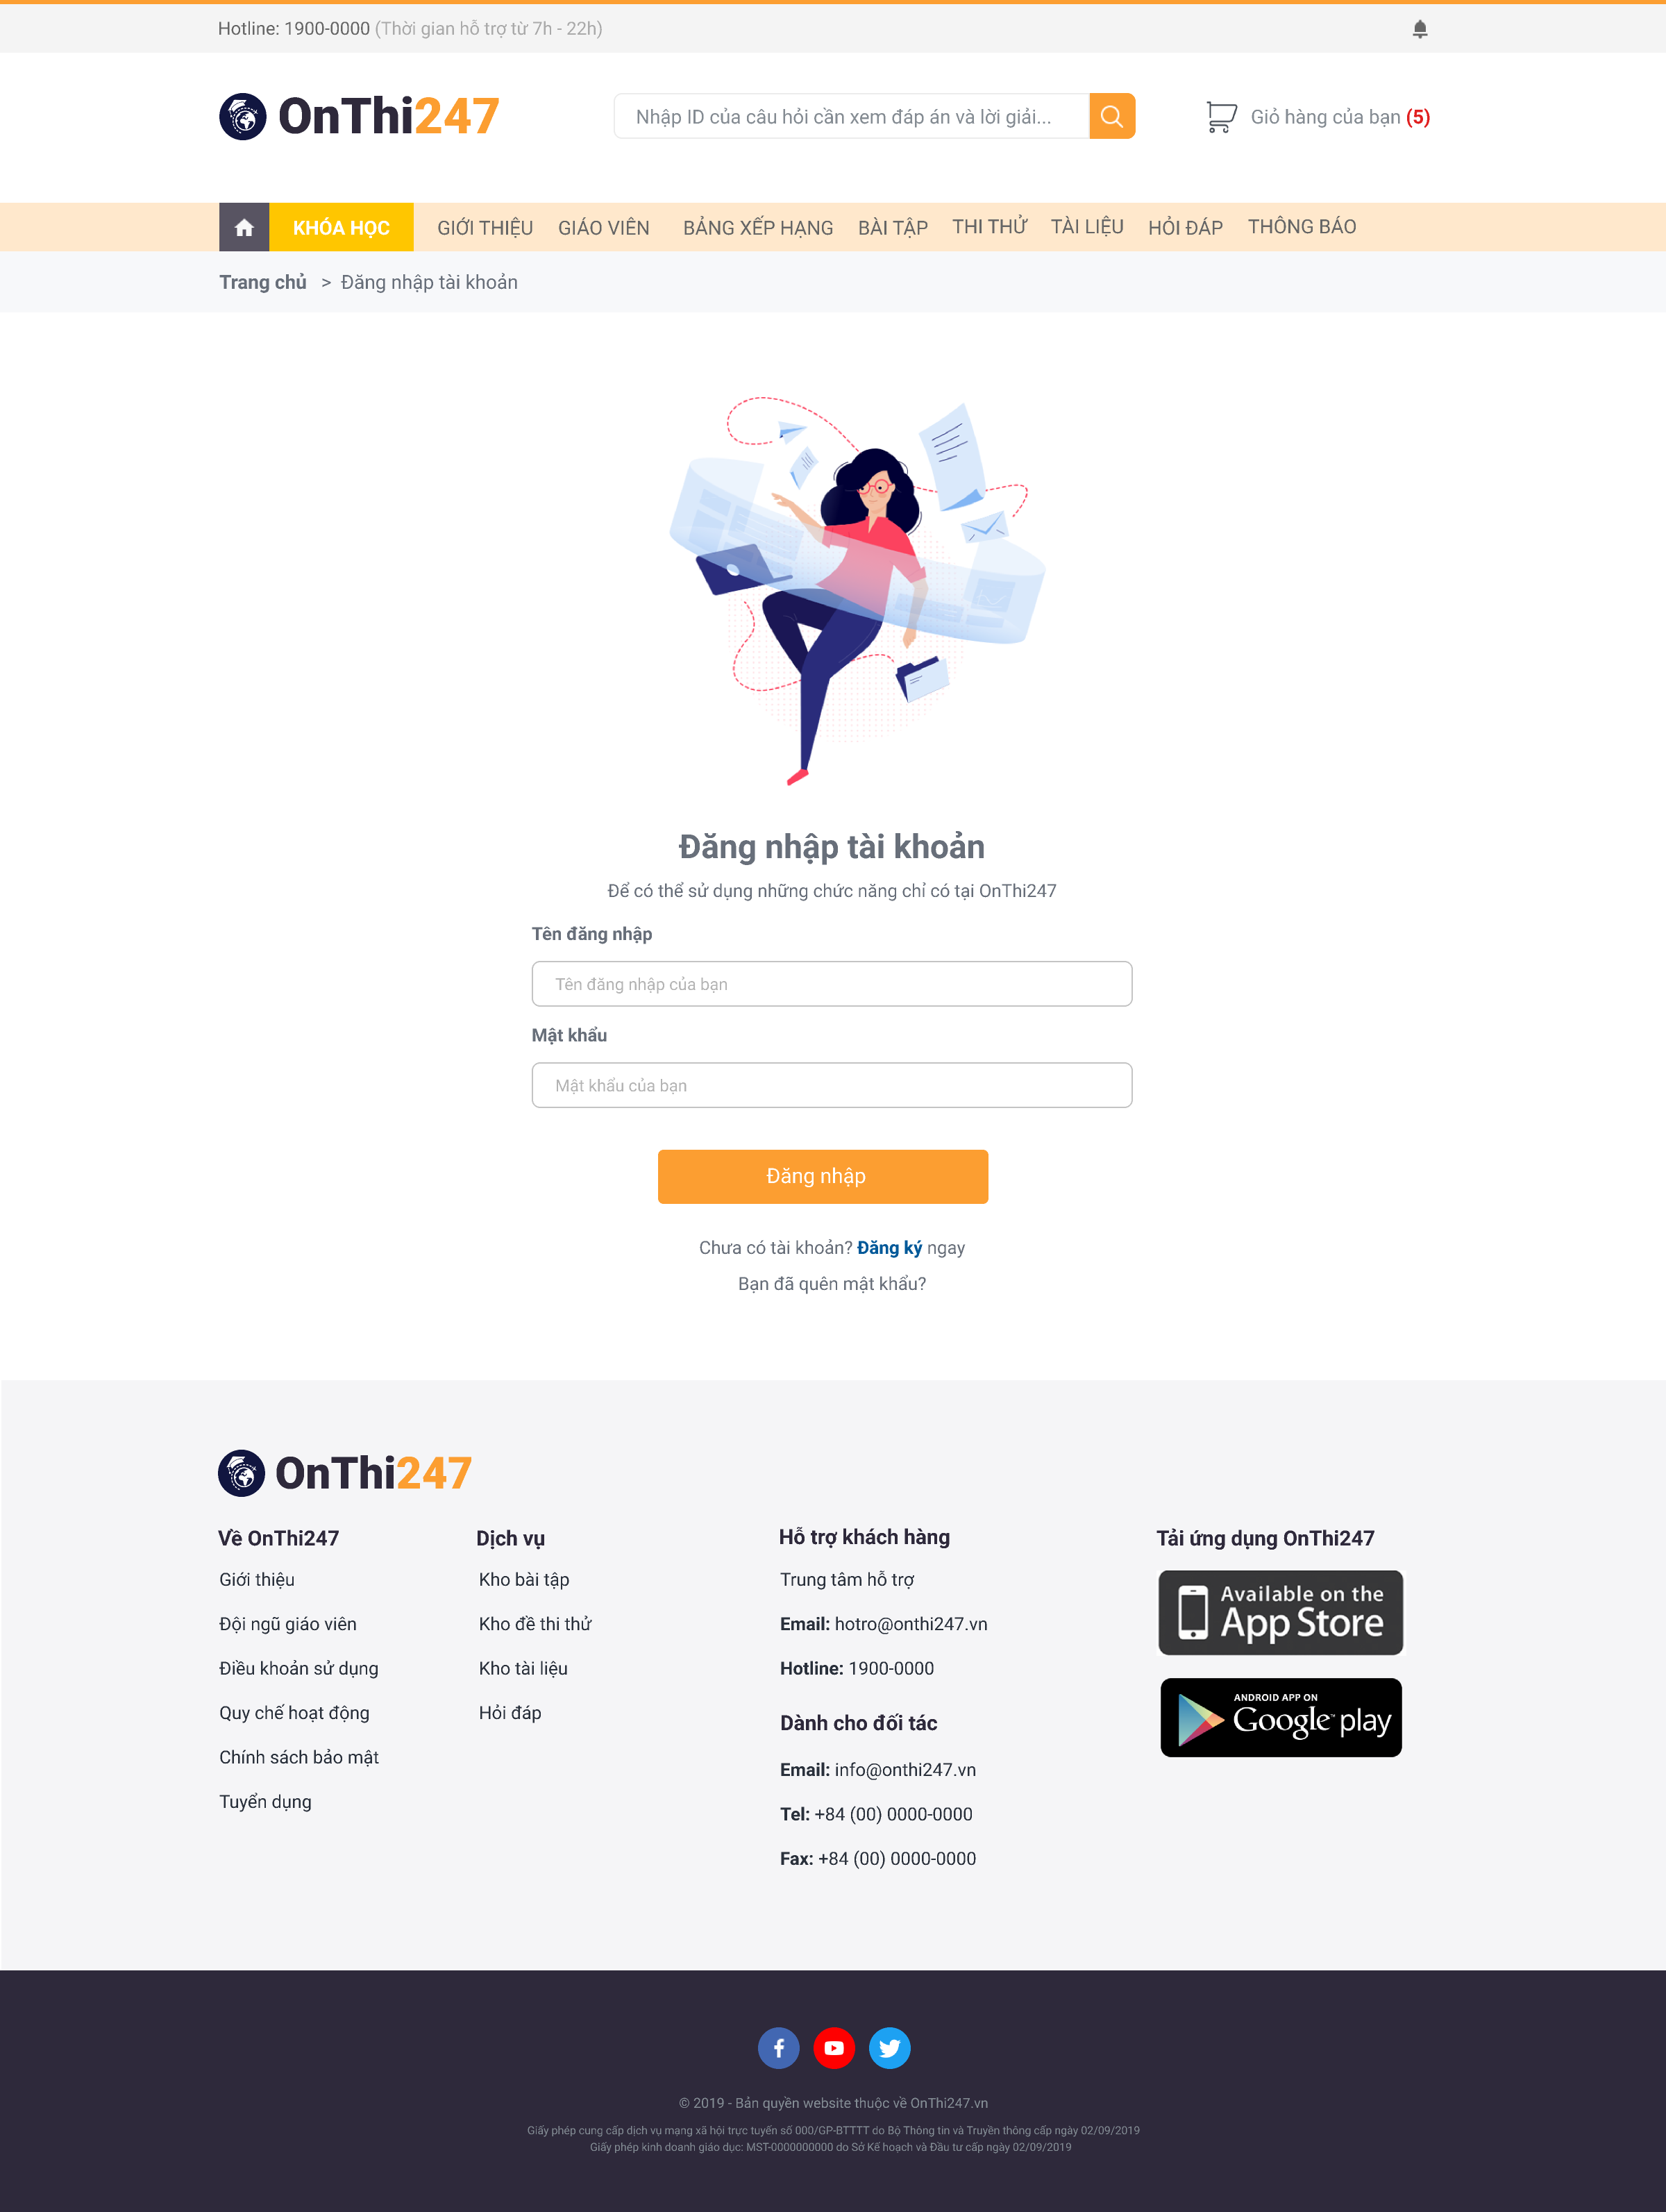 Hotline: 1900-0000 (Thời gian hỗ trợ từ 7h - 22h)
OnThi247
Nhập ID của câu hỏi cần xem đáp án và lời giải...
Giỏ hàng của bạn (5)
KHÓA HỌC GIỚI THIỆU GIÁO VIÊN BẢNG XẾP HẠNG BÀI TẬP THI THỬ TÀI LIỆU HỎI ĐÁP THÔNG BÁO
Trang chủ > Đăng nhập tài khoản
Đăng nhập tài khoản
Để có thể sử dụng những chức năng chỉ có tại OnThi247
Tên đăng nhập
Tên đăng nhập của bạn
Mật khẩu
Mật khẩu của bạn
Đăng nhập
Chưa có tài khoản? Đăng ký ngay
Bạn đã quên mật khẩu?
OnThi247
Về OnThi247
Giới thiệu
Đội ngũ giáo viên
Điều khoản sử dụng
Quy chế hoạt động
Chính sách bảo mật
Tuyển dụng
Dịch vụ
Kho bài tập
Kho đề thi thử
Kho tài liệu
Hỏi đáp
Hỗ trợ khách hàng
Trung tâm hỗ trợ
Email: hotro@onthi247.vn
Hotline: 1900-0000
Dành cho đối tác
Email: info@onthi247.vn
Tel: +84 (00) 0000-0000
Fax: +84 (00) 0000-0000
Tải ứng dụng OnThi247
Available on the
App Store
ANDROID APP ON
Google play
© 2019 - Bản quyền website thuộc về OnThi247.vn
Giấy phép cung cấp dịch vụ mạng xã hội trực tuyến số 000/GP-BTTTT do Bộ Thông tin và Truyền thông cấp ngày 02/09/2019
Giấy phép kinh doanh giáo dục: MST-0000000000 do Sở Kế hoạch và Đầu tư cấp ngày 02/09/2019